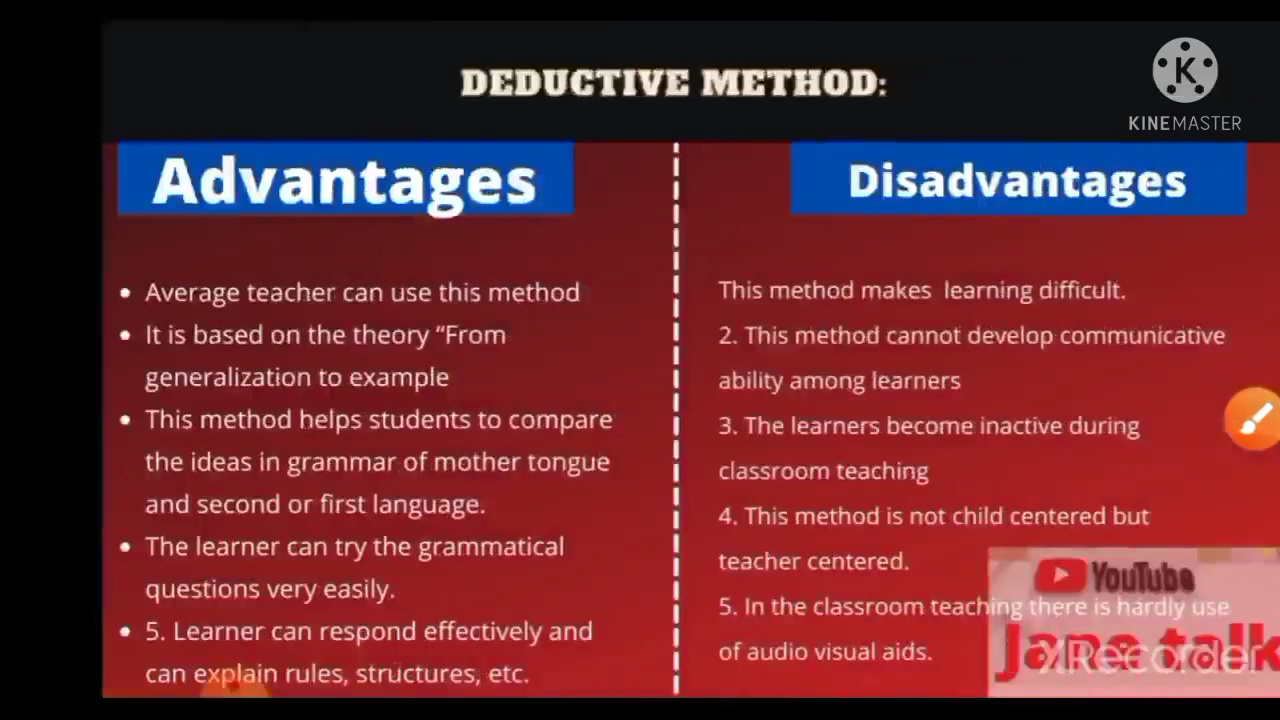 DEDUCTIVE METHOD:
K
KINEMASTER
Advantages
• Average teacher can use this method
• It is based on the theory “From
generalization to example
• This method helps students to compare
the ideas in grammar of mother tongue
and second or first language.
• The learner can try the grammatical
questions very easily.
• 5. Learner can respond effectively and
can explain rules, structures, etc.
Disadvantages
This method makes learning difficult.
2. This method cannot develop communicative
ability among learners
3. The learners become inactive during
classroom teaching
4. This method is not child centered but
teacher centered.
5. In the classroom teaching there is hardly use
of audio visual aids.
YouTube
Jane talk
XRecorder